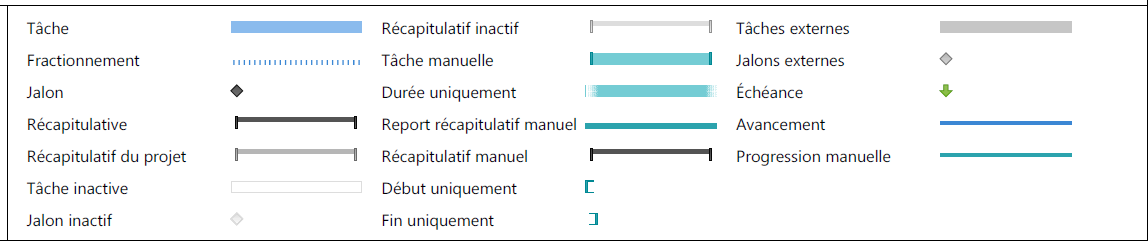 Tâche
Fractionnement
Jalon
Récapitulative
Récapitulatif du projet
Tâche inactive
Jalon inactif
Récapitulatif inactif
Tâche manuelle
Durée uniquement
Report récapitulatif manuel
Récapitulatif manuel
Début uniquement
Fin uniquement
Tâches externes
Jalons externes
Échéance
Avancement
Progression manuelle